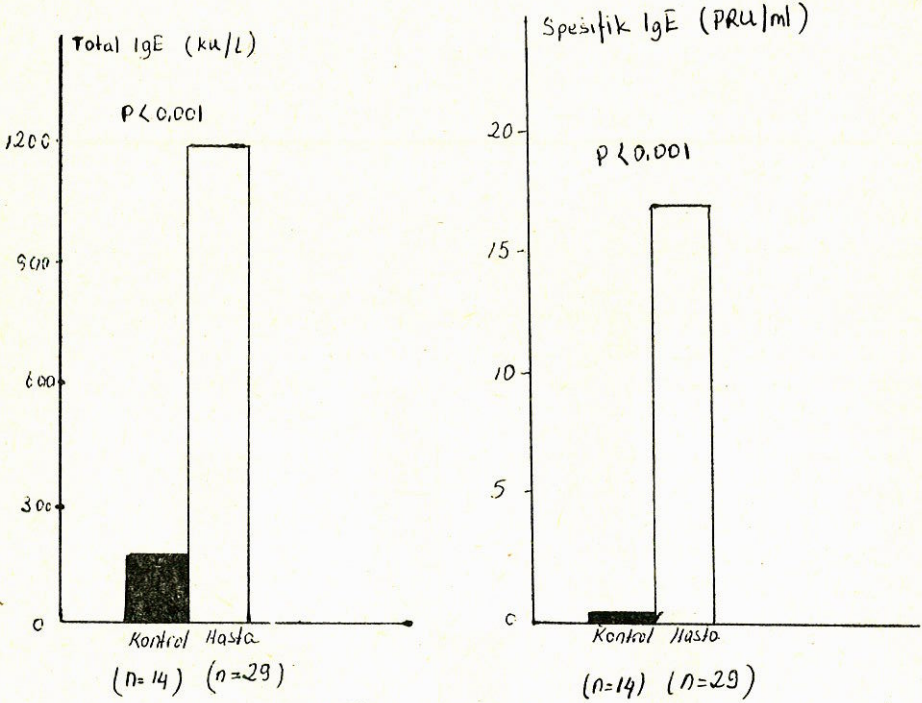 Total IgE (ku/L)
P<0,001
1200
900
600
300
0
Kontrol Hasta
(n=14) (n=29)
Spesifik IgE (PRU/ml)
P<0.001
20
15
10
5
0
Kontrol Hasta
(n=14) (n=29)